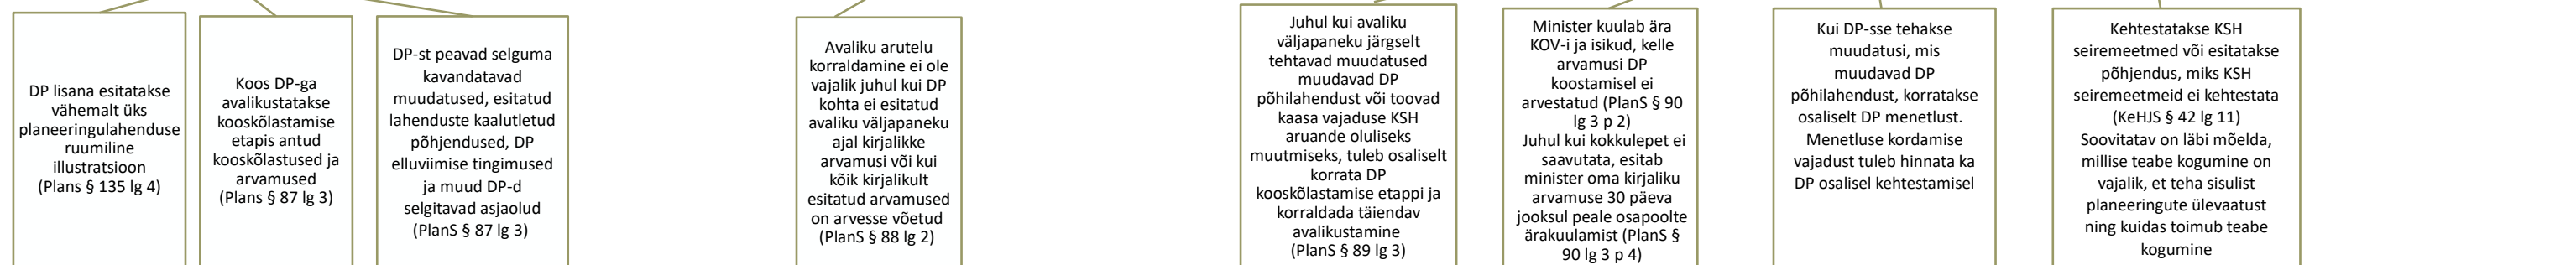 DP lisana esitatakse
vähemalt üks
planeeringulahenduse
ruumiline
illustratsioon
(Plans § 135 lg 4)
Koos DP-ga
avalikustatakse
kooskõlastamise
etapis antud
kooskõlastused ja
arvamused
(Plans § 87 lg 3)
DP-st peavad selguma
kavandatavad
muudatused, esitatud
lahenduste kaalutletud
põhjendused, DP
elluviimise tingimused
ja muud DP-d
selgitavad asjaolud
(PlanS § 87 lg 3)
Avaliku arutelu
korraldamine ei ole
vajalik juhul kui DP
kohta ei esitatud
avaliku väljapaneku
ajal kirjalikke
arvamusi või kui
kõik kirjalikult
esitatud arvamused
on arvesse võetud
(PlanS § 88 lg 2)
Juhul kui avaliku
väljapaneku järgselt
tehtavad muudatused
muudavad DP
põhilahendust või toovad
kaasa vajaduse KSH
aruande oluliseks
muutmiseks, tuleb osaliselt
korrata DP
kooskõlastamise etappi ja
korraldada täiendav
avalikustamine
(PlanS § 89 lg 3)
Minister kuulab ära
KOV-i ja isikud, kelle
arvamusi DP
koostamisel ei
arvestatud (PlanS § 90
lg 3 p 2)
Juhul kui kokkulepet ei
saavutata, esitab
minister oma kirjaliku
arvamuse 30 päeva
jooksul peale osapoolte
ärakuulamist (PlanS §
90 lg 3 p 4)
Kui DP-sse tehakse
muudatusi, mis
muudavad DP
põhilahendust, korratakse
osaliselt DP menetlust.
Menetluse kordamise
vajadust tuleb hinnata ka
DP osalisel kehtestamisel
Kehtestatakse KSH
seiremeetmed või esitatakse
põhjendus, miks KSH
seiremeetmeid ei kehtestata
(KeHJS § 42 lg 11)
Soovitatav on läbi mõelda,
millise teabe kogumine on
vajalik, et teha sisulist
planeeringute ülevaatust
ning kuidas toimub teabe
kogumine